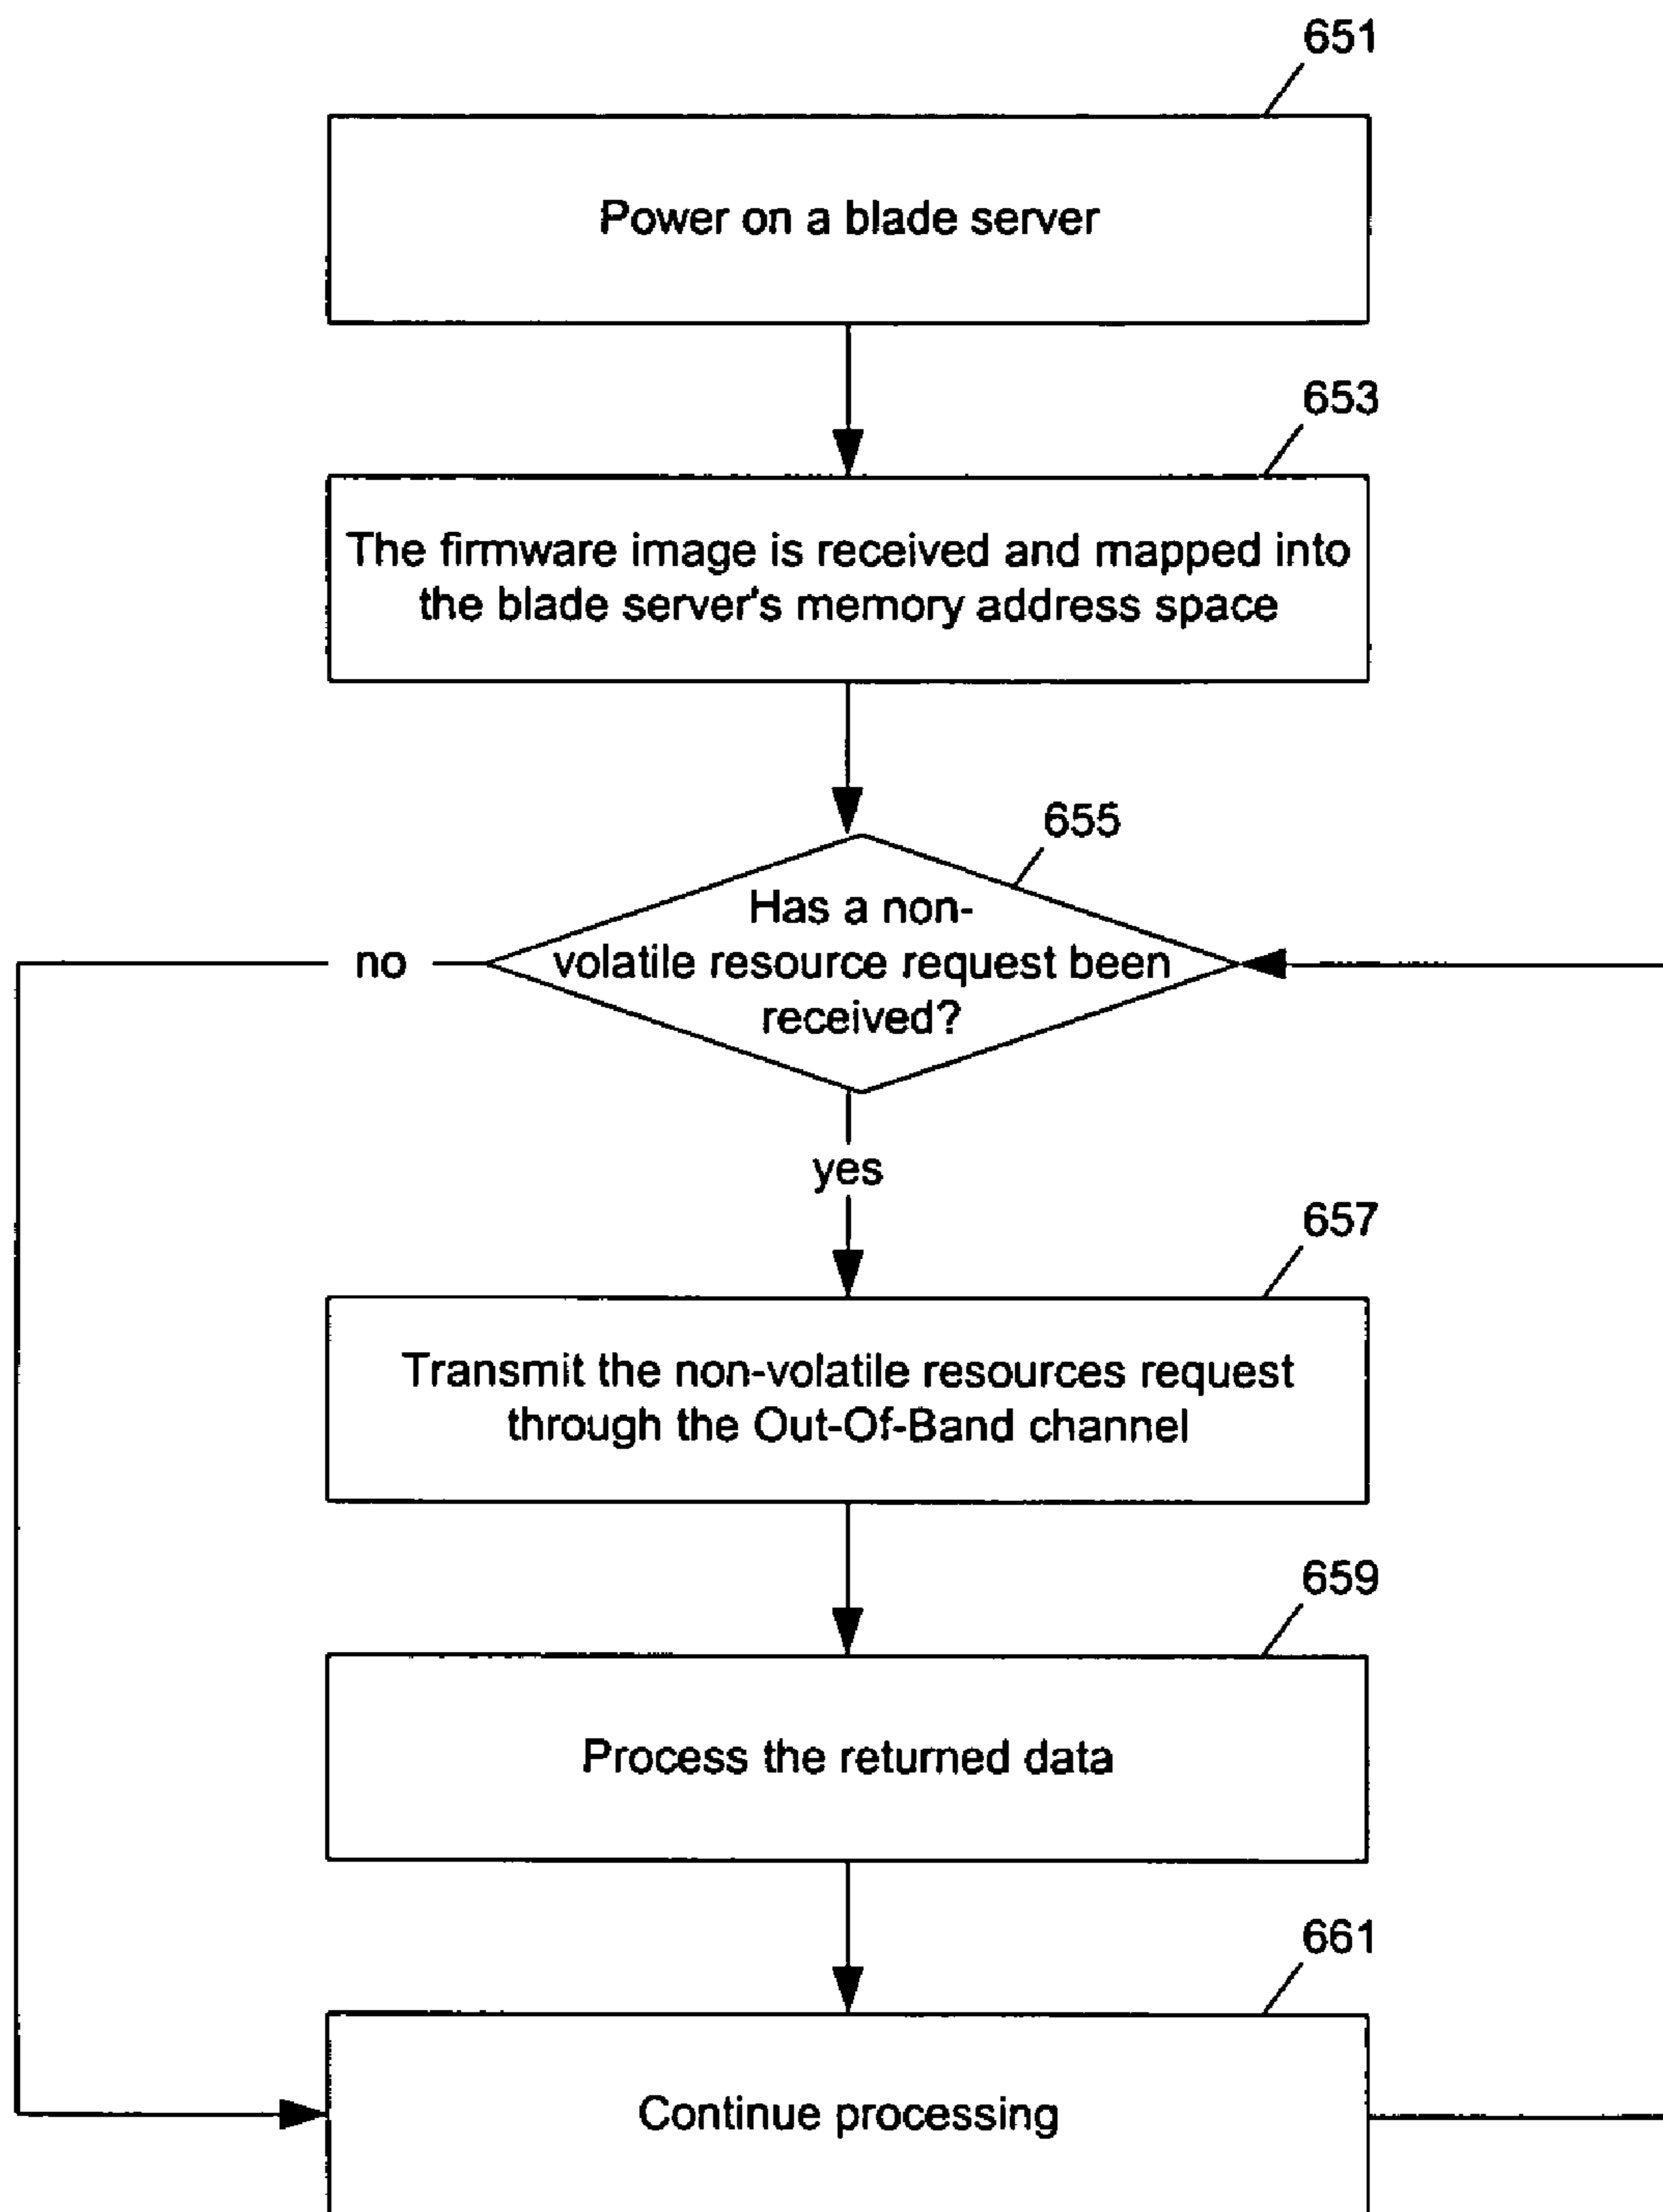 651
Power on a blade server
653
The firmware image is received and mapped into
the blade server's memory address space
655
Has a non-
volatile resource request been
received?
no
yes
657
Transmit the non-volatile resources request
through the Out-Of-Band channel
659
Process the returned data
661
Continue processing